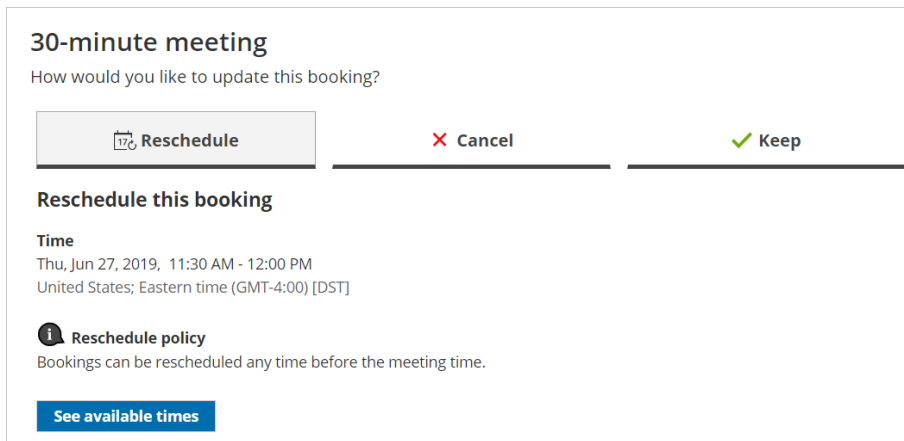 30-minute meeting
How would you like to update this booking?
17 Reschedule
Cancel
Keep
Reschedule this booking
Time
Thu, Jun 27, 2019, 11:30 AM - 12:00 PM
United States; Eastern time (GMT-4:00) [DST]
i Reschedule policy
Bookings can be rescheduled any time before the meeting time.
See available times